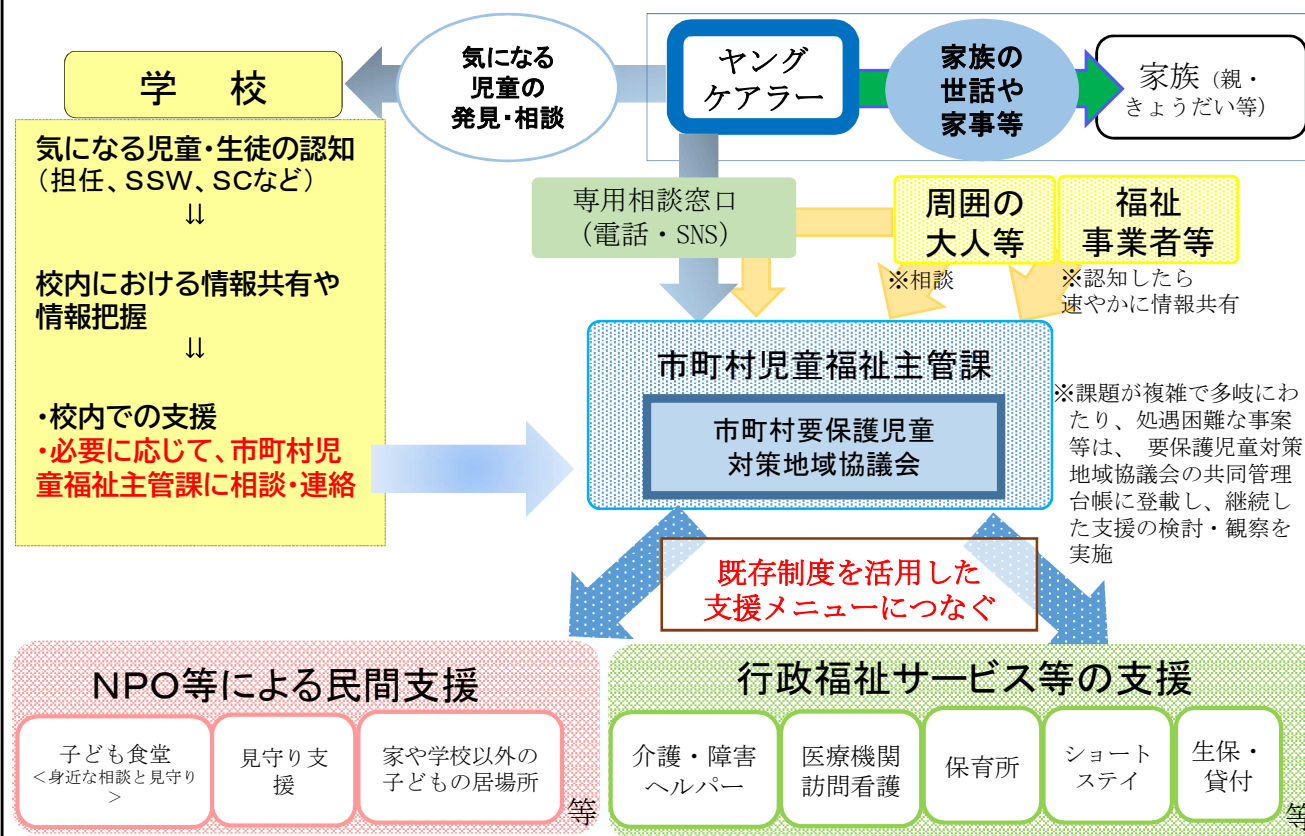 学　校
気になる
児童の
発見・相談
ヤング
ケアラー
家族の
世話や
家事等
家族（親・
きょうだい等）
気になる児童・生徒の認知
（担任、SSW、SCなど）
⇓
校内における情報共有や
情報把握
⇓
・校内での支援
・必要に応じて、市町村児
童福祉主管課に相談・連絡
専用相談窓口
（電話・SNS）
周囲の
大人等
福祉
事業者等
※相談
※認知したら
速やかに情報共有
市町村児童福祉主管課
市町村要保護児童
対策地域協議会
※課題が複雑で多岐にわ
たり、処遇困難な事案
等は、 要保護児童対策
地域協議会の共同管理
台帳に登載し、継続し
た支援の検討・観察を
実施
既存制度を活用した
支援メニューにつなぐ
NPO等による民間支援
子ども食堂
＜身近な相談と見守り
＞
見守り支
援
家や学校以外の
子どもの居場所
等
行政福祉サービス等の支援
介護・障害
ヘルパー
医療機関
訪問看護
保育所
ショート
ステイ
生保・
貸付
等